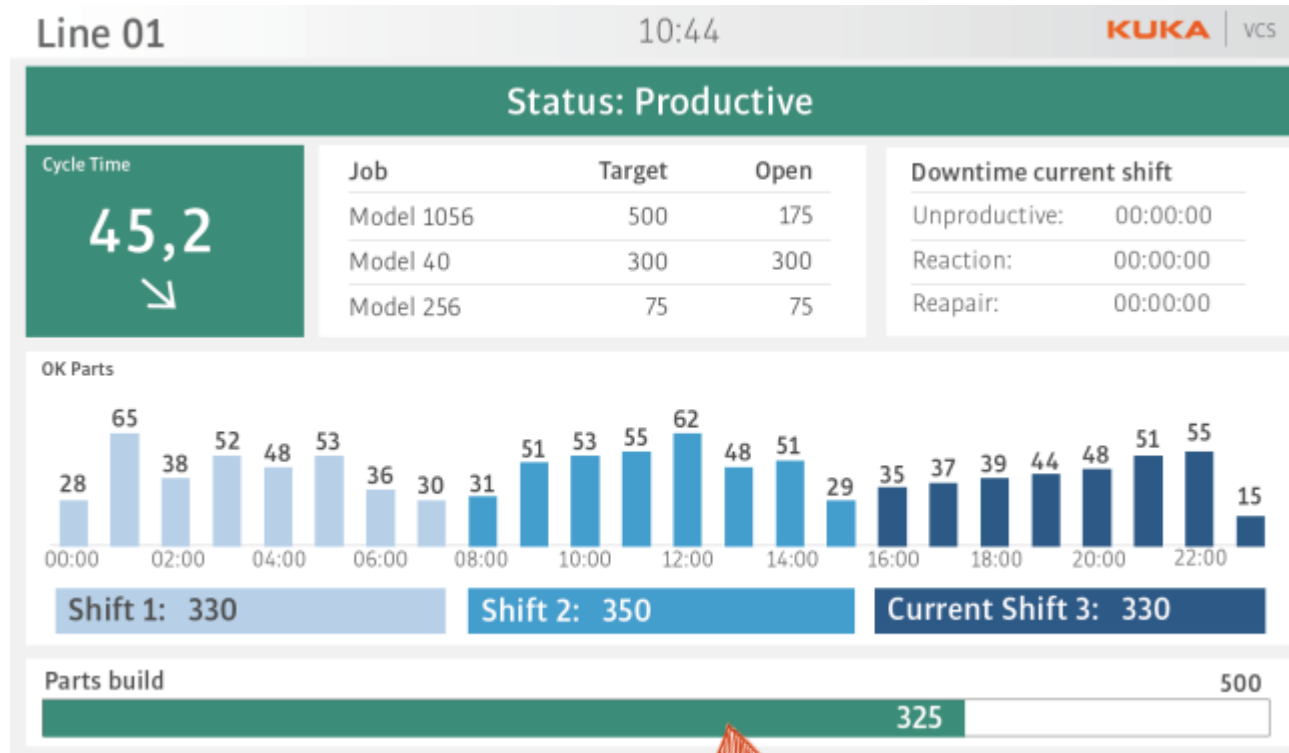 Line 01 10:44 KUKA VCS
Status: Productive
Cycle Time
45,2
Job Target Open
Model 1056 500 175
Model 40 300 300
Model 256 75 75
Downtime current shift
Unproductive: 00:00:00
Reaction: 00:00:00
Reapair: 00:00:00
OK Parts
28 65 38 52 48 53 36 30 31 51 53 55 62 48 51 29 35 37 39 44 48 51 55 15
00:00 02:00 04:00 06:00 08:00 10:00 12:00 14:00 16:00 18:00 20:00 22:00
Shift 1: 330 Shift 2: 350 Current Shift 3: 330
Parts build 500
325